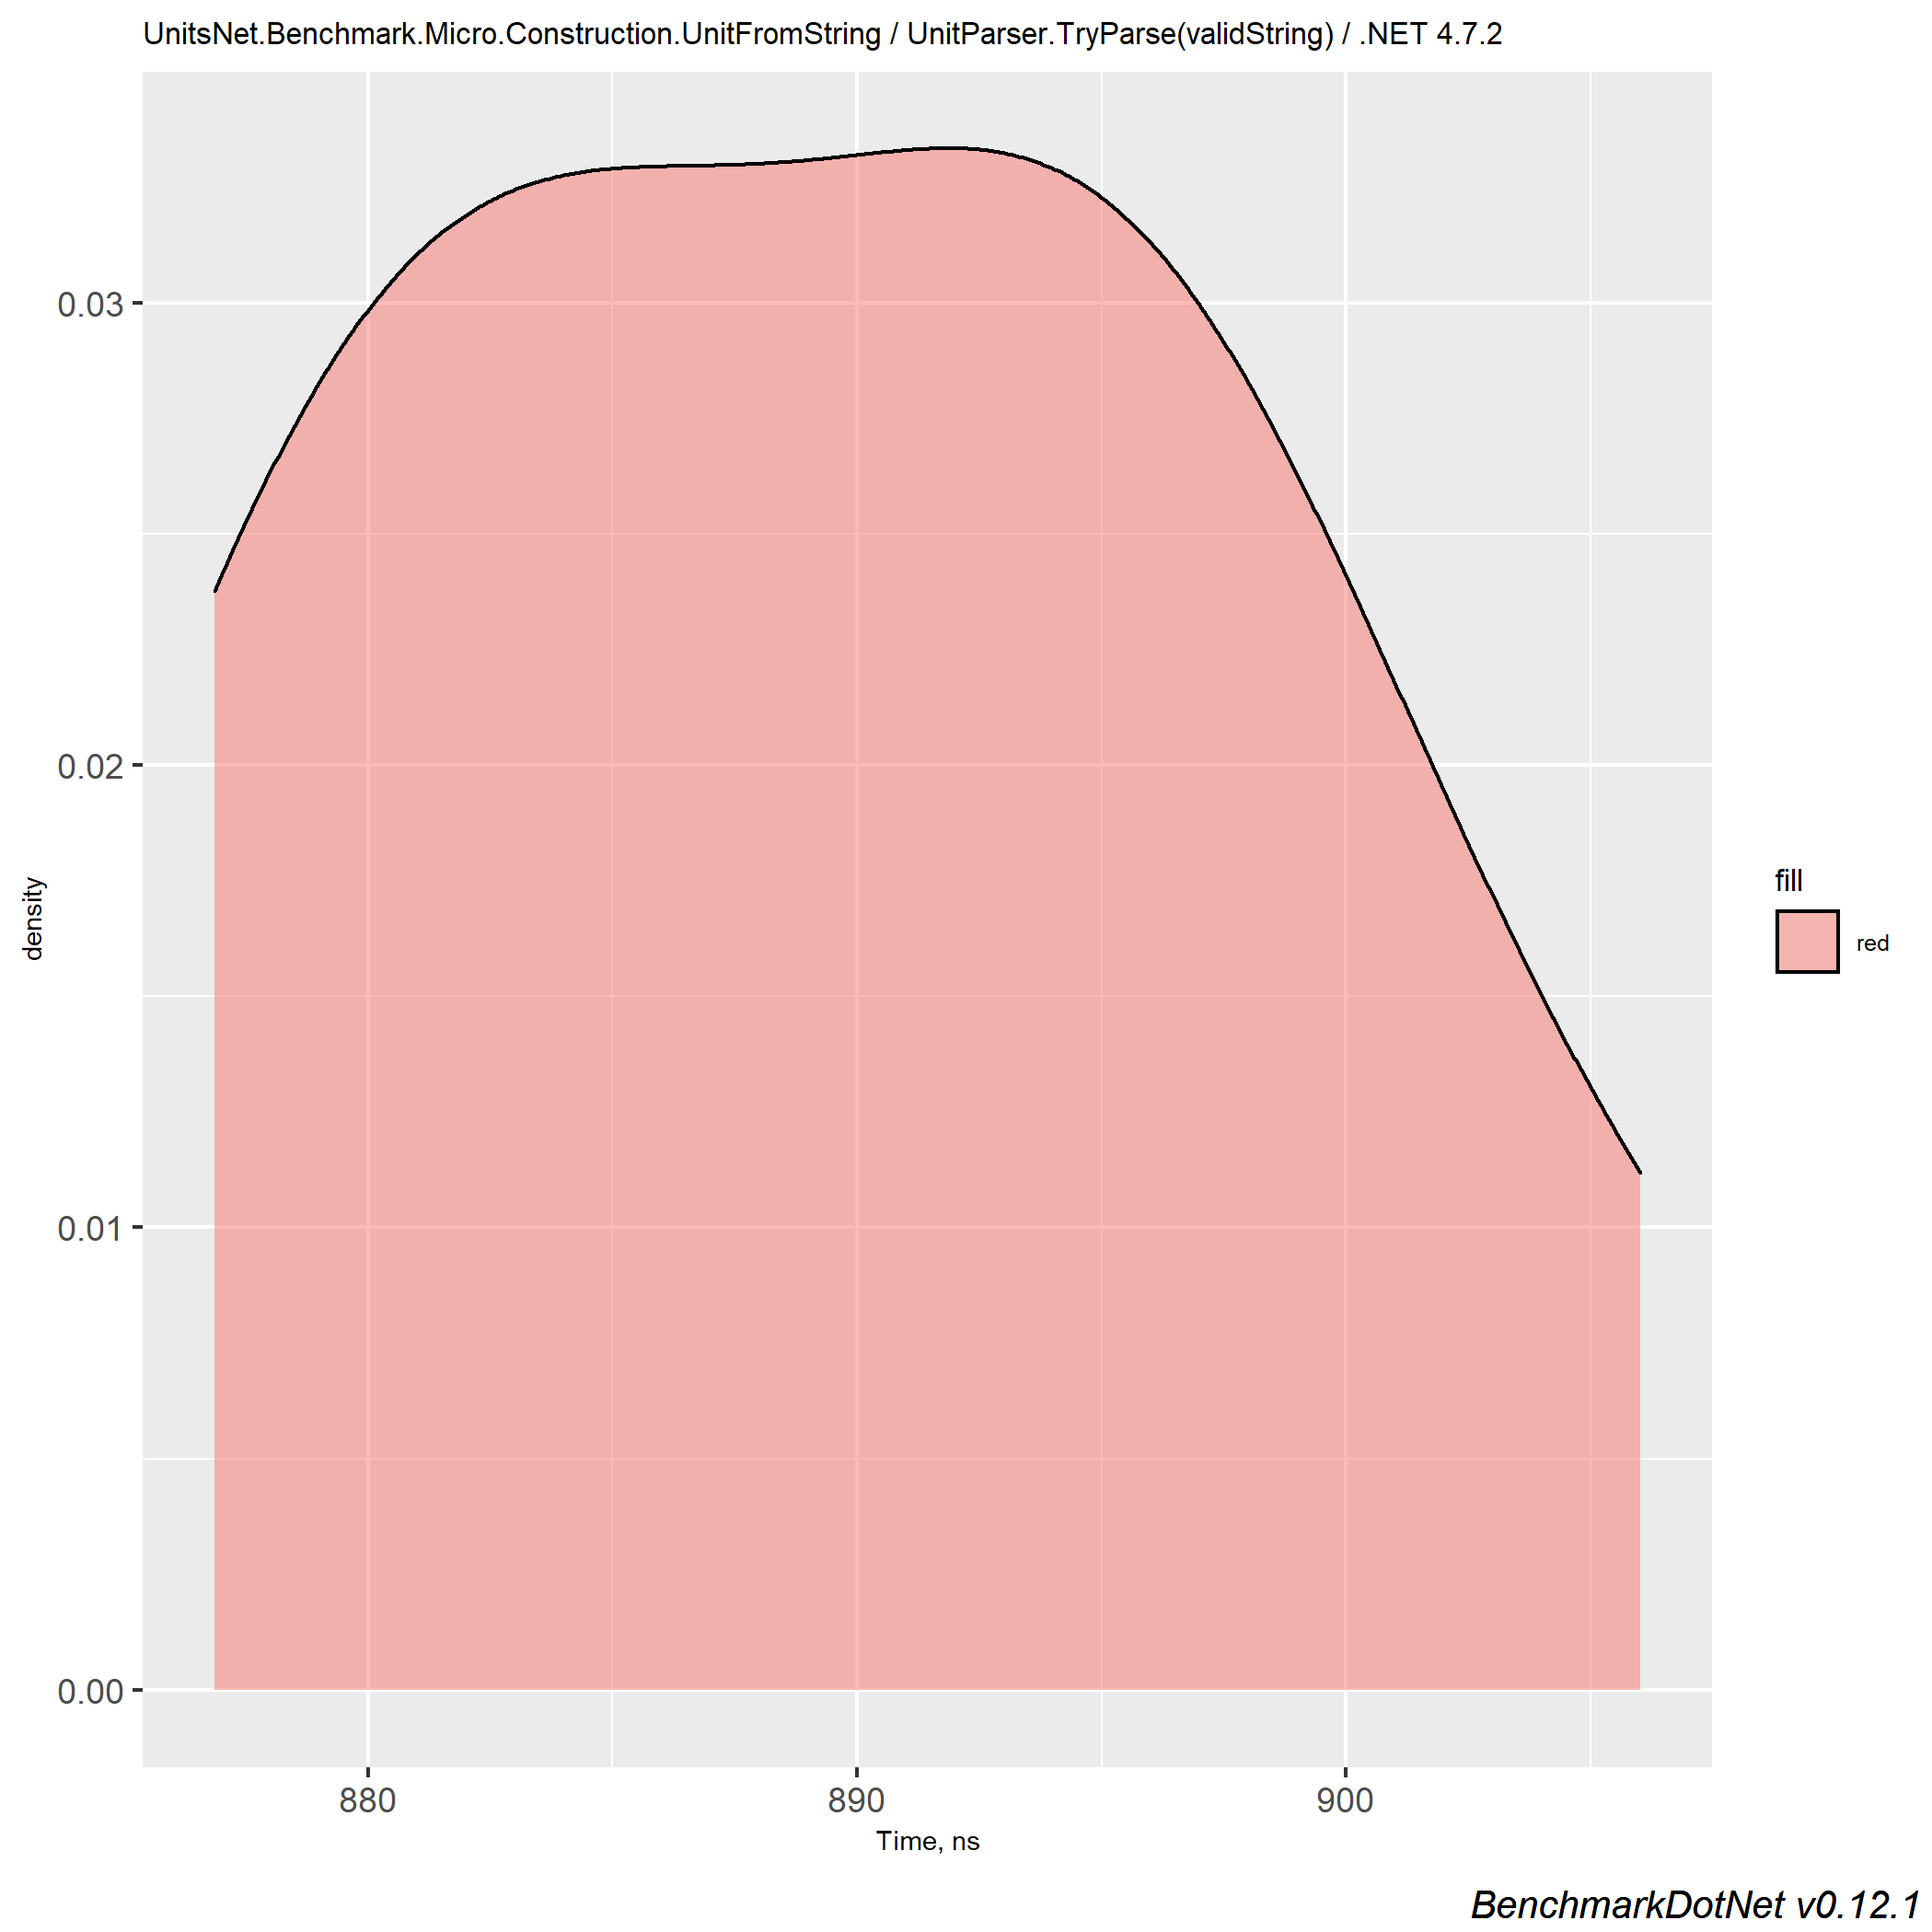 UnitsNet.Benchmark.Micro.Construction.UnitFromString / UnitParser.TryParse(validString) / .NET 4.7.2
0.03
0.02
0.01
0.00
density
880
890
900
Time, ns
fill
red
BenchmarkDotNet v0.12.1